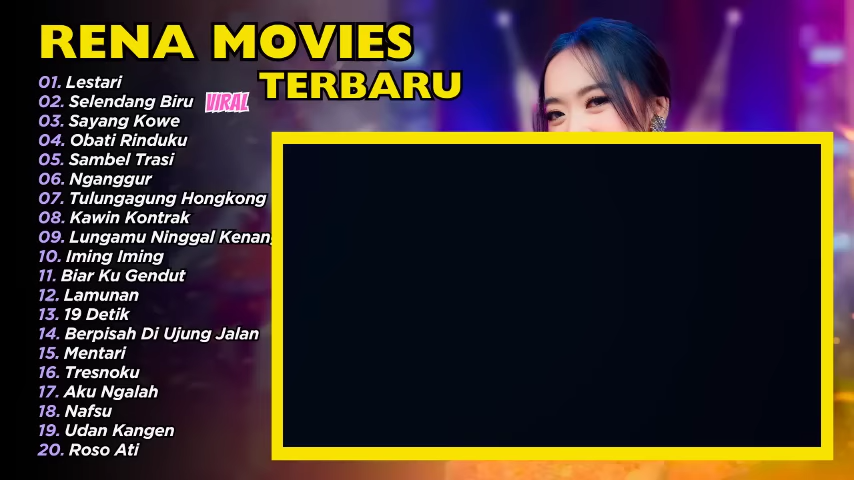 RENA MOVIES
TERBARU
01. Lestari
02. Selendang Biru VIRAL
03. Sayang Kowe
04. Obati Rinduku
05. Sambel Trasi
06. Nganggur
07. Tulungagung Hongkong
08. Kawin Kontrak
09. Lungamu Ninggal
10. Iming Iming
11. Biar Ku Gendut
12. Lamunan
13. 19 Detik
14. Berpisah Di Ujung Jalan
15. Mentari
16. Tresnoku
17. Aku Ngalah
18. Nafsu
19. Udan Kangen
20. Roso Ati